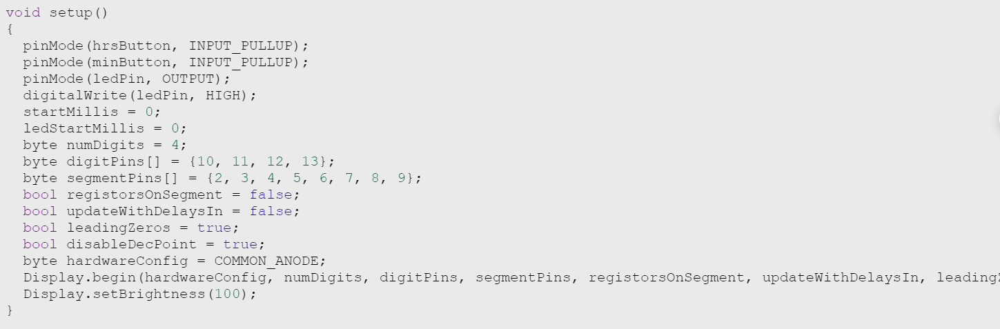 void setup()
{
pinMode(hrsButton, INPUT_PULLUP);
pinMode(minButton, INPUT_PULLUP);
pinMode(ledPin, OUTPUT);
digitalWrite(ledPin, HIGH);
startMillis = 0;
ledStartMillis = 0;
byte numDigits = 4;
byte digitPins[] = {10, 11, 12, 13};
byte segmentPins[] = {2, 3, 4, 5, 6, 7, 8, 9};
bool registorsOnSegment = false;
bool updateWithDelaysIn = false;
bool leadingZeros = true;
bool disableDecPoint = true;
byte hardwareConfig = COMMON_ANODE;
Display.begin(hardwareConfig, numDigits, digitPins, segmentPins, registorsOnSegment, updateWithDelaysIn, leading
Display.setBrightness(100);
}